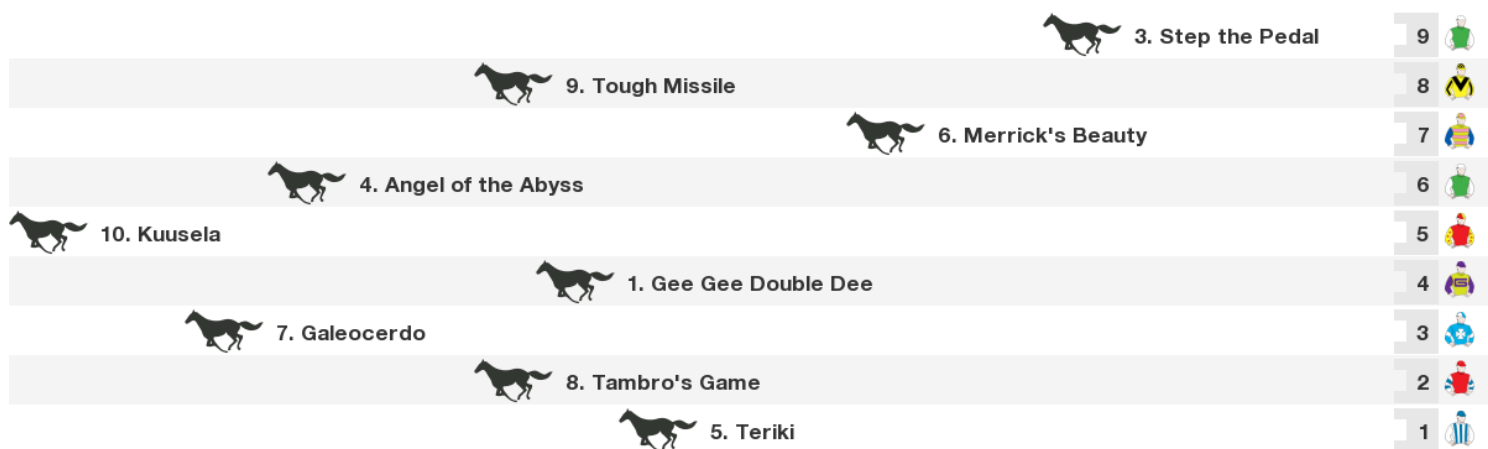 3. Step the Pedal 9
9. Tough Missile 8
6. Merrick's Beauty 7
4. Angel of the Abyss 6
10. Kuusela 5
1. Gee Gee Double Dee 4
7. Galeocerdo 3
8. Tambro's Game 2
5. Teriki 1